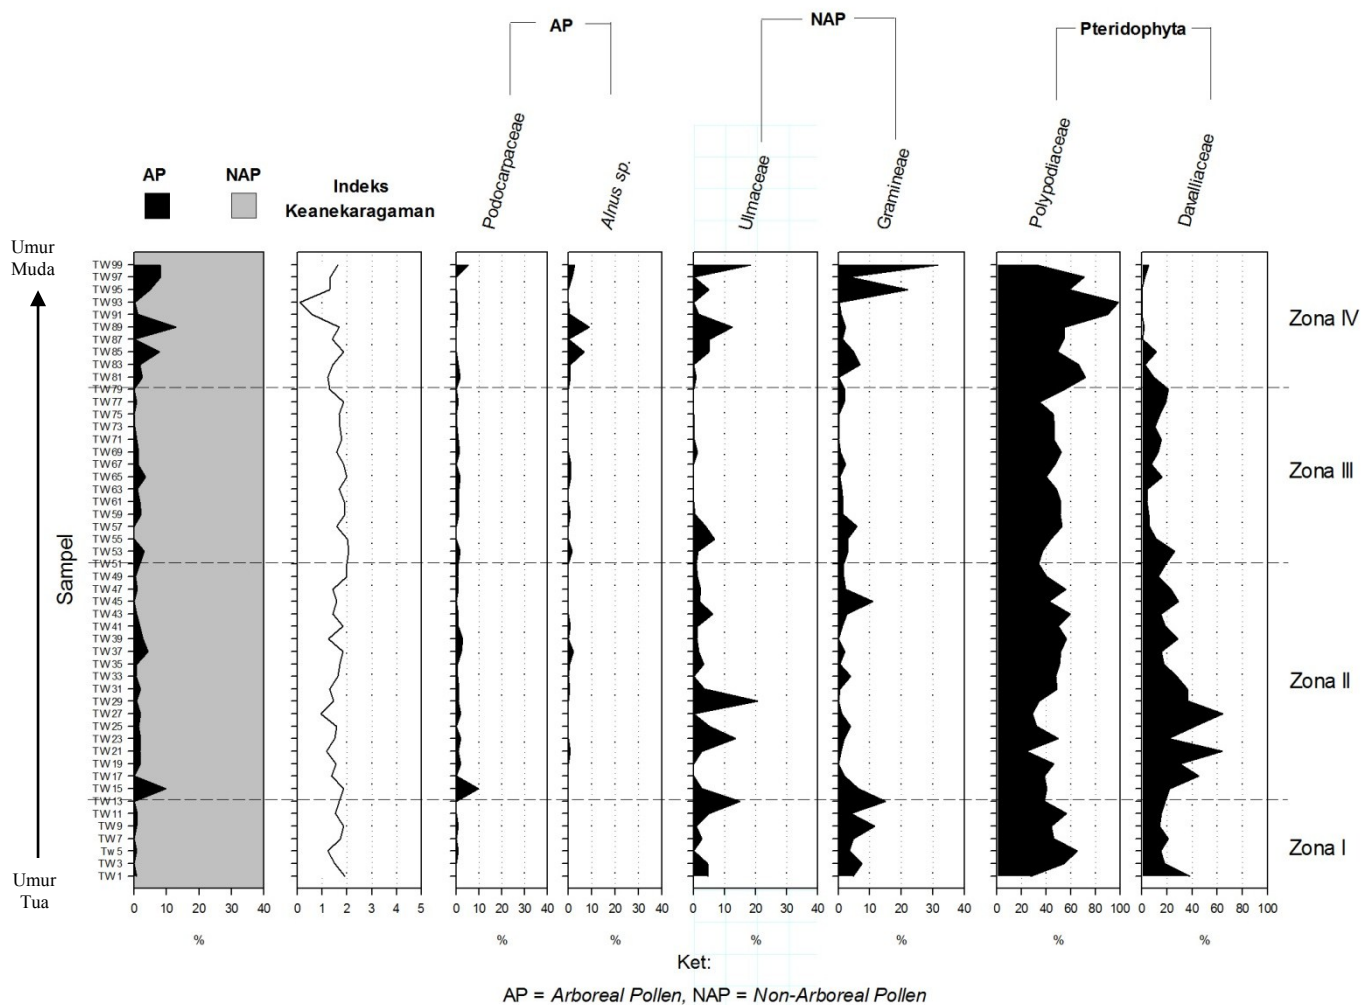 AP
NAP
Pteridophyta
AP
NAP
Indeks
Keanekaragaman
Podocarpaceae
Alnus sp.
Ulmaceae
Gramineae
Polypodiaceae
Davalliaceae
Umur
Muda
Umur
Tua
Sampel
TW99
TW97
TW95
TW93
TW91
TW89
TW87
TW85
TW83
TW81
TW79
TW77
TW75
TW73
TW71
TW69
TW67
TW65
TW63
TW61
TW59
TW57
TW55
TW53
TW51
TW49
TW47
TW45
TW43
TW41
TW39
TW37
TW35
TW33
TW31
TW29
TW27
TW25
TW23
TW21
TW19
TW17
TW15
TW13
TW11
TW9
TW7
Tw5
TW3
TW1
Zona IV
Zona III
Zona II
Zona I
0 10 20 30 40
0 1 2 3 4 5
0 10 20 30 40
0 10 20 30 40
0 10 20 30 40
0 10 20 30 40
0 20 40 60 80 100
0 20 40 60 80 100
% % % % % % %
Ket:
AP = Arboreal Pollen, NAP = Non-Arboreal Pollen